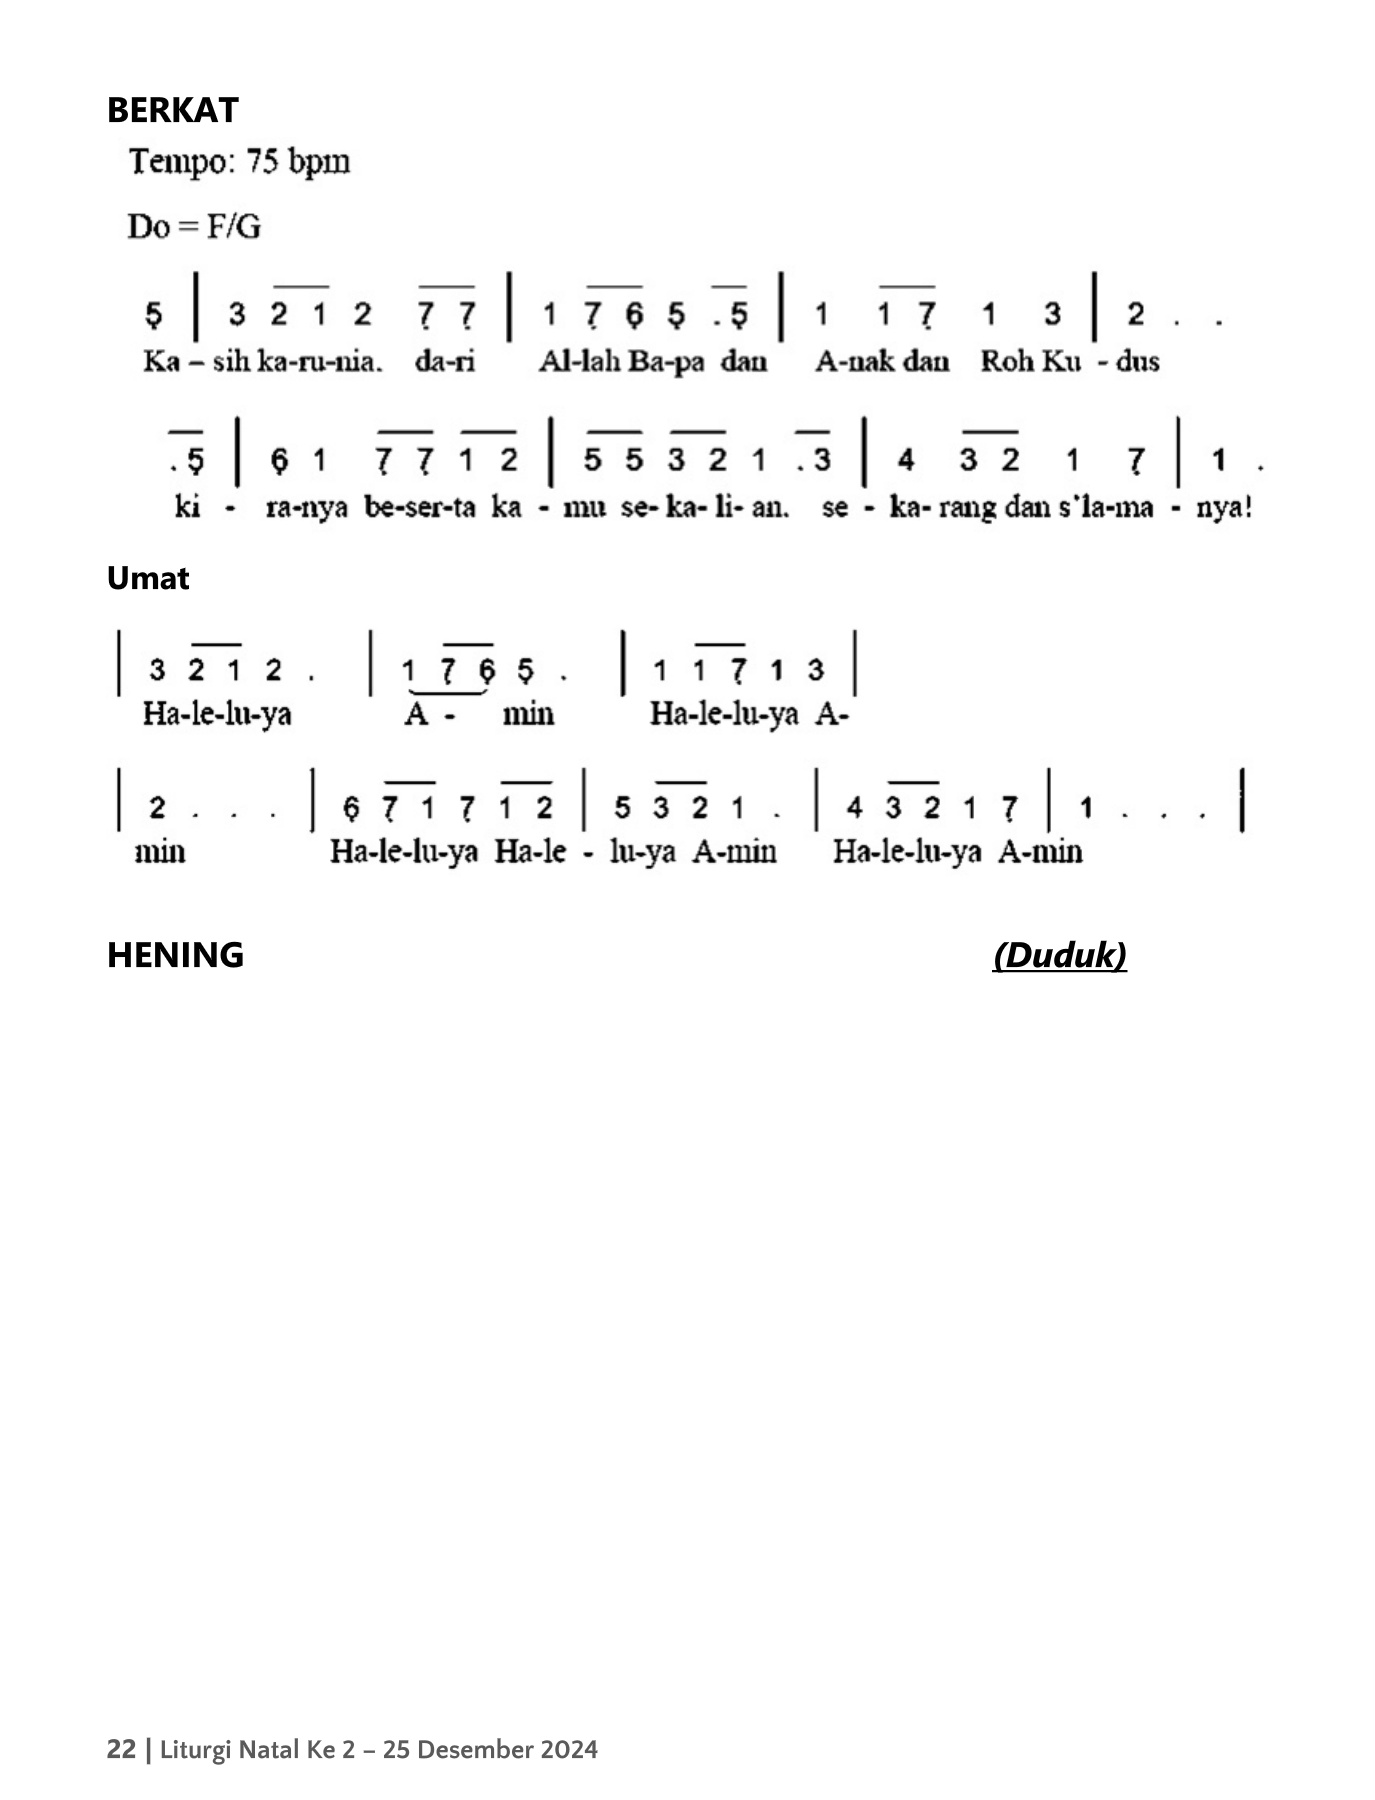 BERKAT
Tempo: 75 bpm
Do = F/G
5̣ | 3 2 1 2 7̣ 7̣ | 1 7̣ 6̣ 5̣ . 5̣ | 1 1 7̣ 1 3 | 2 . .
Ka – sih ka-ru-nia. da-ri Al-lah Ba-pa dan A-nak dan Roh Ku - dus
. 5̣ | 6̣ 1 7̣ 7̣ 1 2 | 5 5 3 2 1 . 3 | 4 3 2 1 7̣ | 1 .
ki - ra-nya be-ser-ta ka - mu se- ka- li- an. se - ka- rang dan s'la-ma - nya!
Umat
| 3 2 1 2 . | 1 7̣ 6̣ 5̣ . | 1 1 7̣ 1 3 |
Ha-le-lu-ya A - min Ha-le-lu-ya A-
| 2 . . . | 6̣ 7̣ 1 7̣ 1 2 | 5 3 2 1 . | 4 3 2 1 7̣ | 1 . . . |
min Ha-le-lu-ya Ha-le - lu-ya A-min Ha-le-lu-ya A-min
HENING (Duduk)
22 | Liturgi Natal Ke 2 – 25 Desember 2024